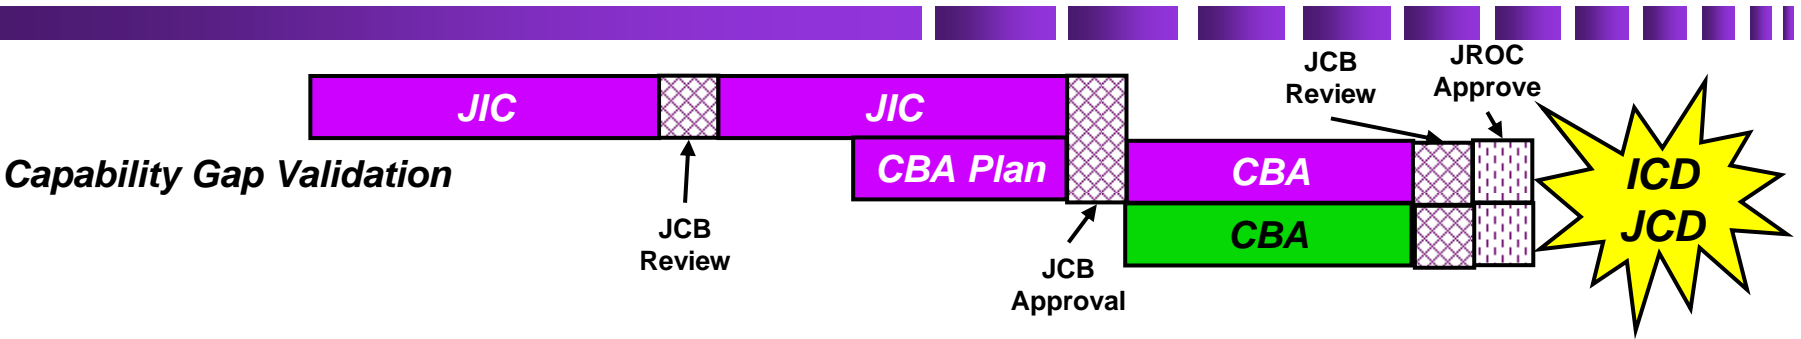 JCB
Review
JROC
Approve
JIC
JIC
Capability Gap Validation
CBA Plan
CBA
ICD
JCD
CBA
JCB
Review
JCB
Approval